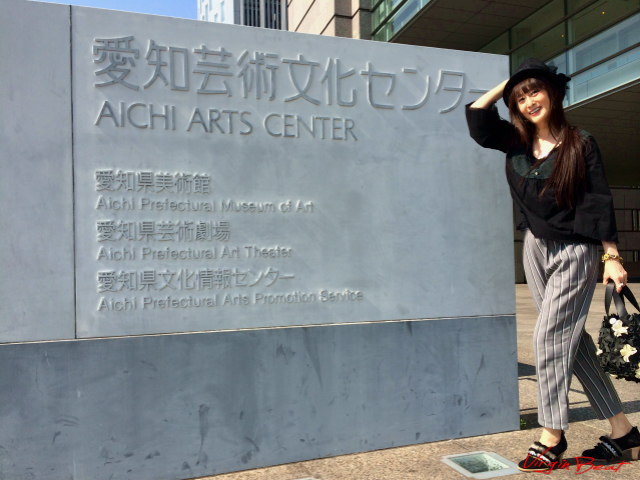 愛知芸術文化センター
AICHI ARTS CENTER
愛知県美術館
Aichi Prefectural Museum of Art
愛知県芸術劇場
Aichi Prefectural Art Theater
愛知県文化情報センター
Aichi Prefectural Arts Promotion Service